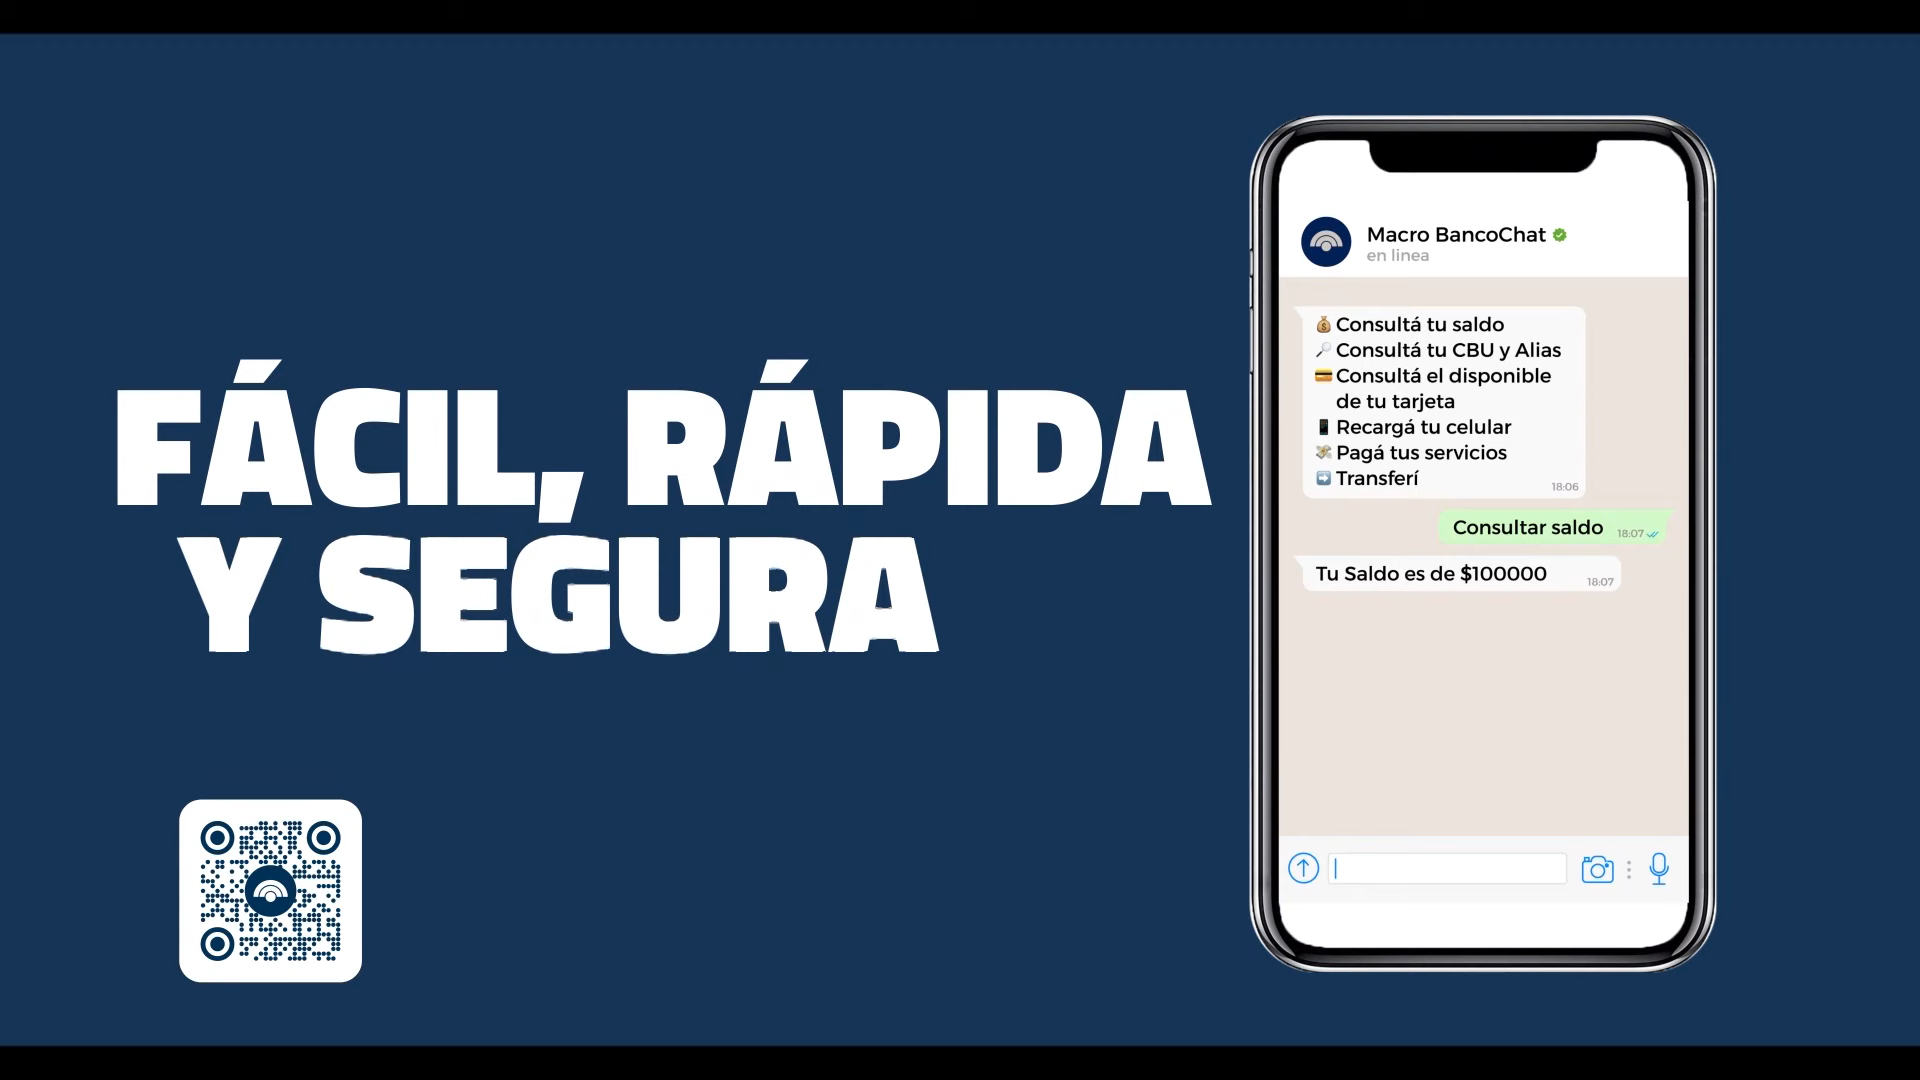 FÁCIL, RÁPIDA
Y SEGURA
Macro BancoChat
en linea
Consultá tu saldo
Consultá tu CBU y Alias
Consultá el disponible
de tu tarjeta
Recargá tu celular
Pagá tus servicios
Transferí
18:06
Consultar saldo 18:07
Tu Saldo es de $100000 18:07